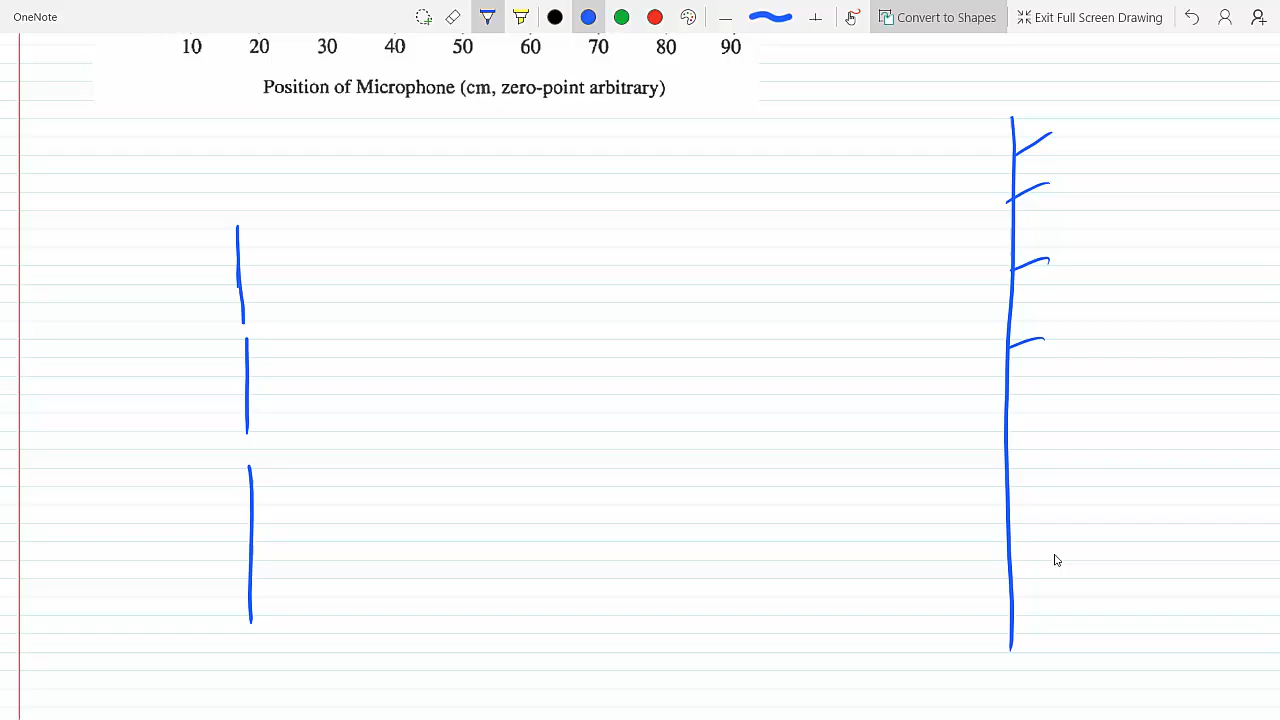 OneNote
Convert to Shapes
Exit Full Screen Drawing
10 20 30 40 50 60 70 80 90
Position of Microphone (cm, zero-point arbitrary)